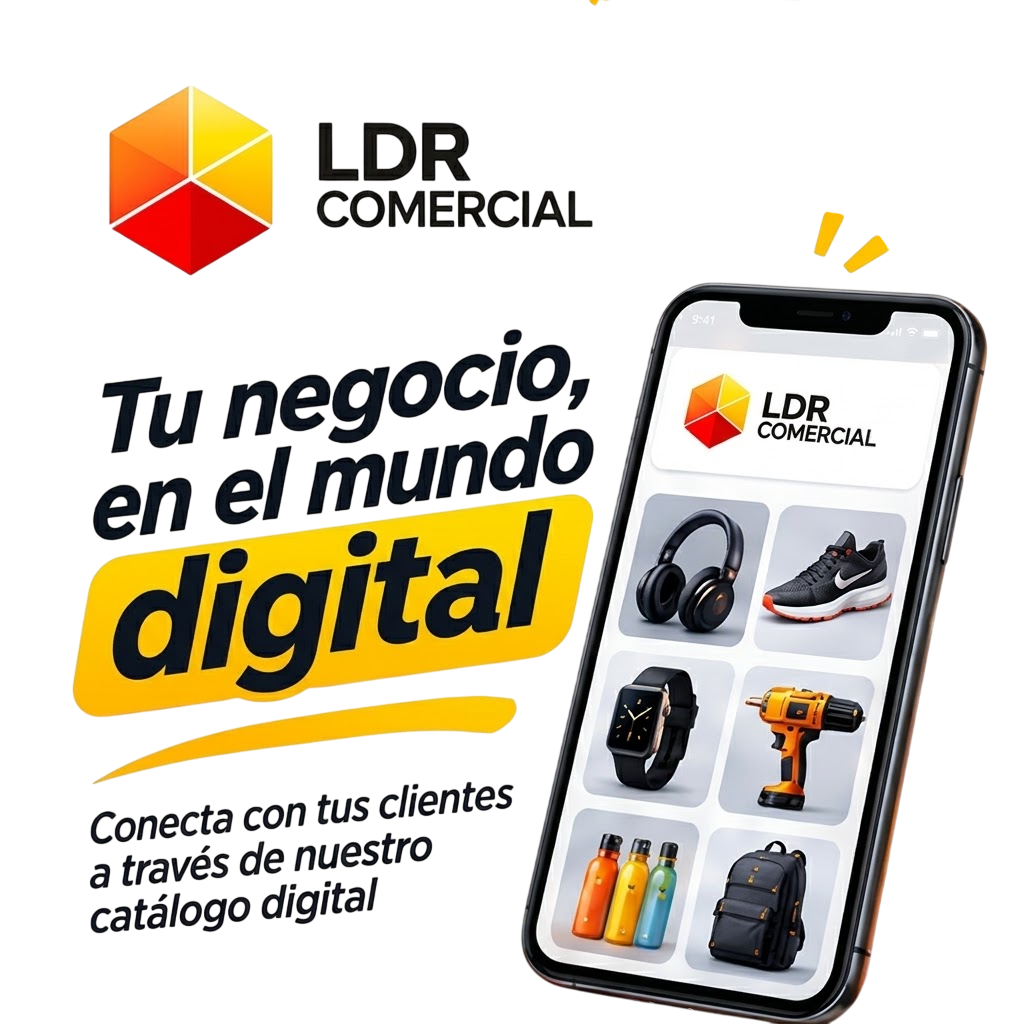 LDR
COMERCIAL
Tu negocio,
en el mundo
digital
Conecta con tus clientes
a través de nuestro
catálogo digital
9:41
LDR
COMERCIAL